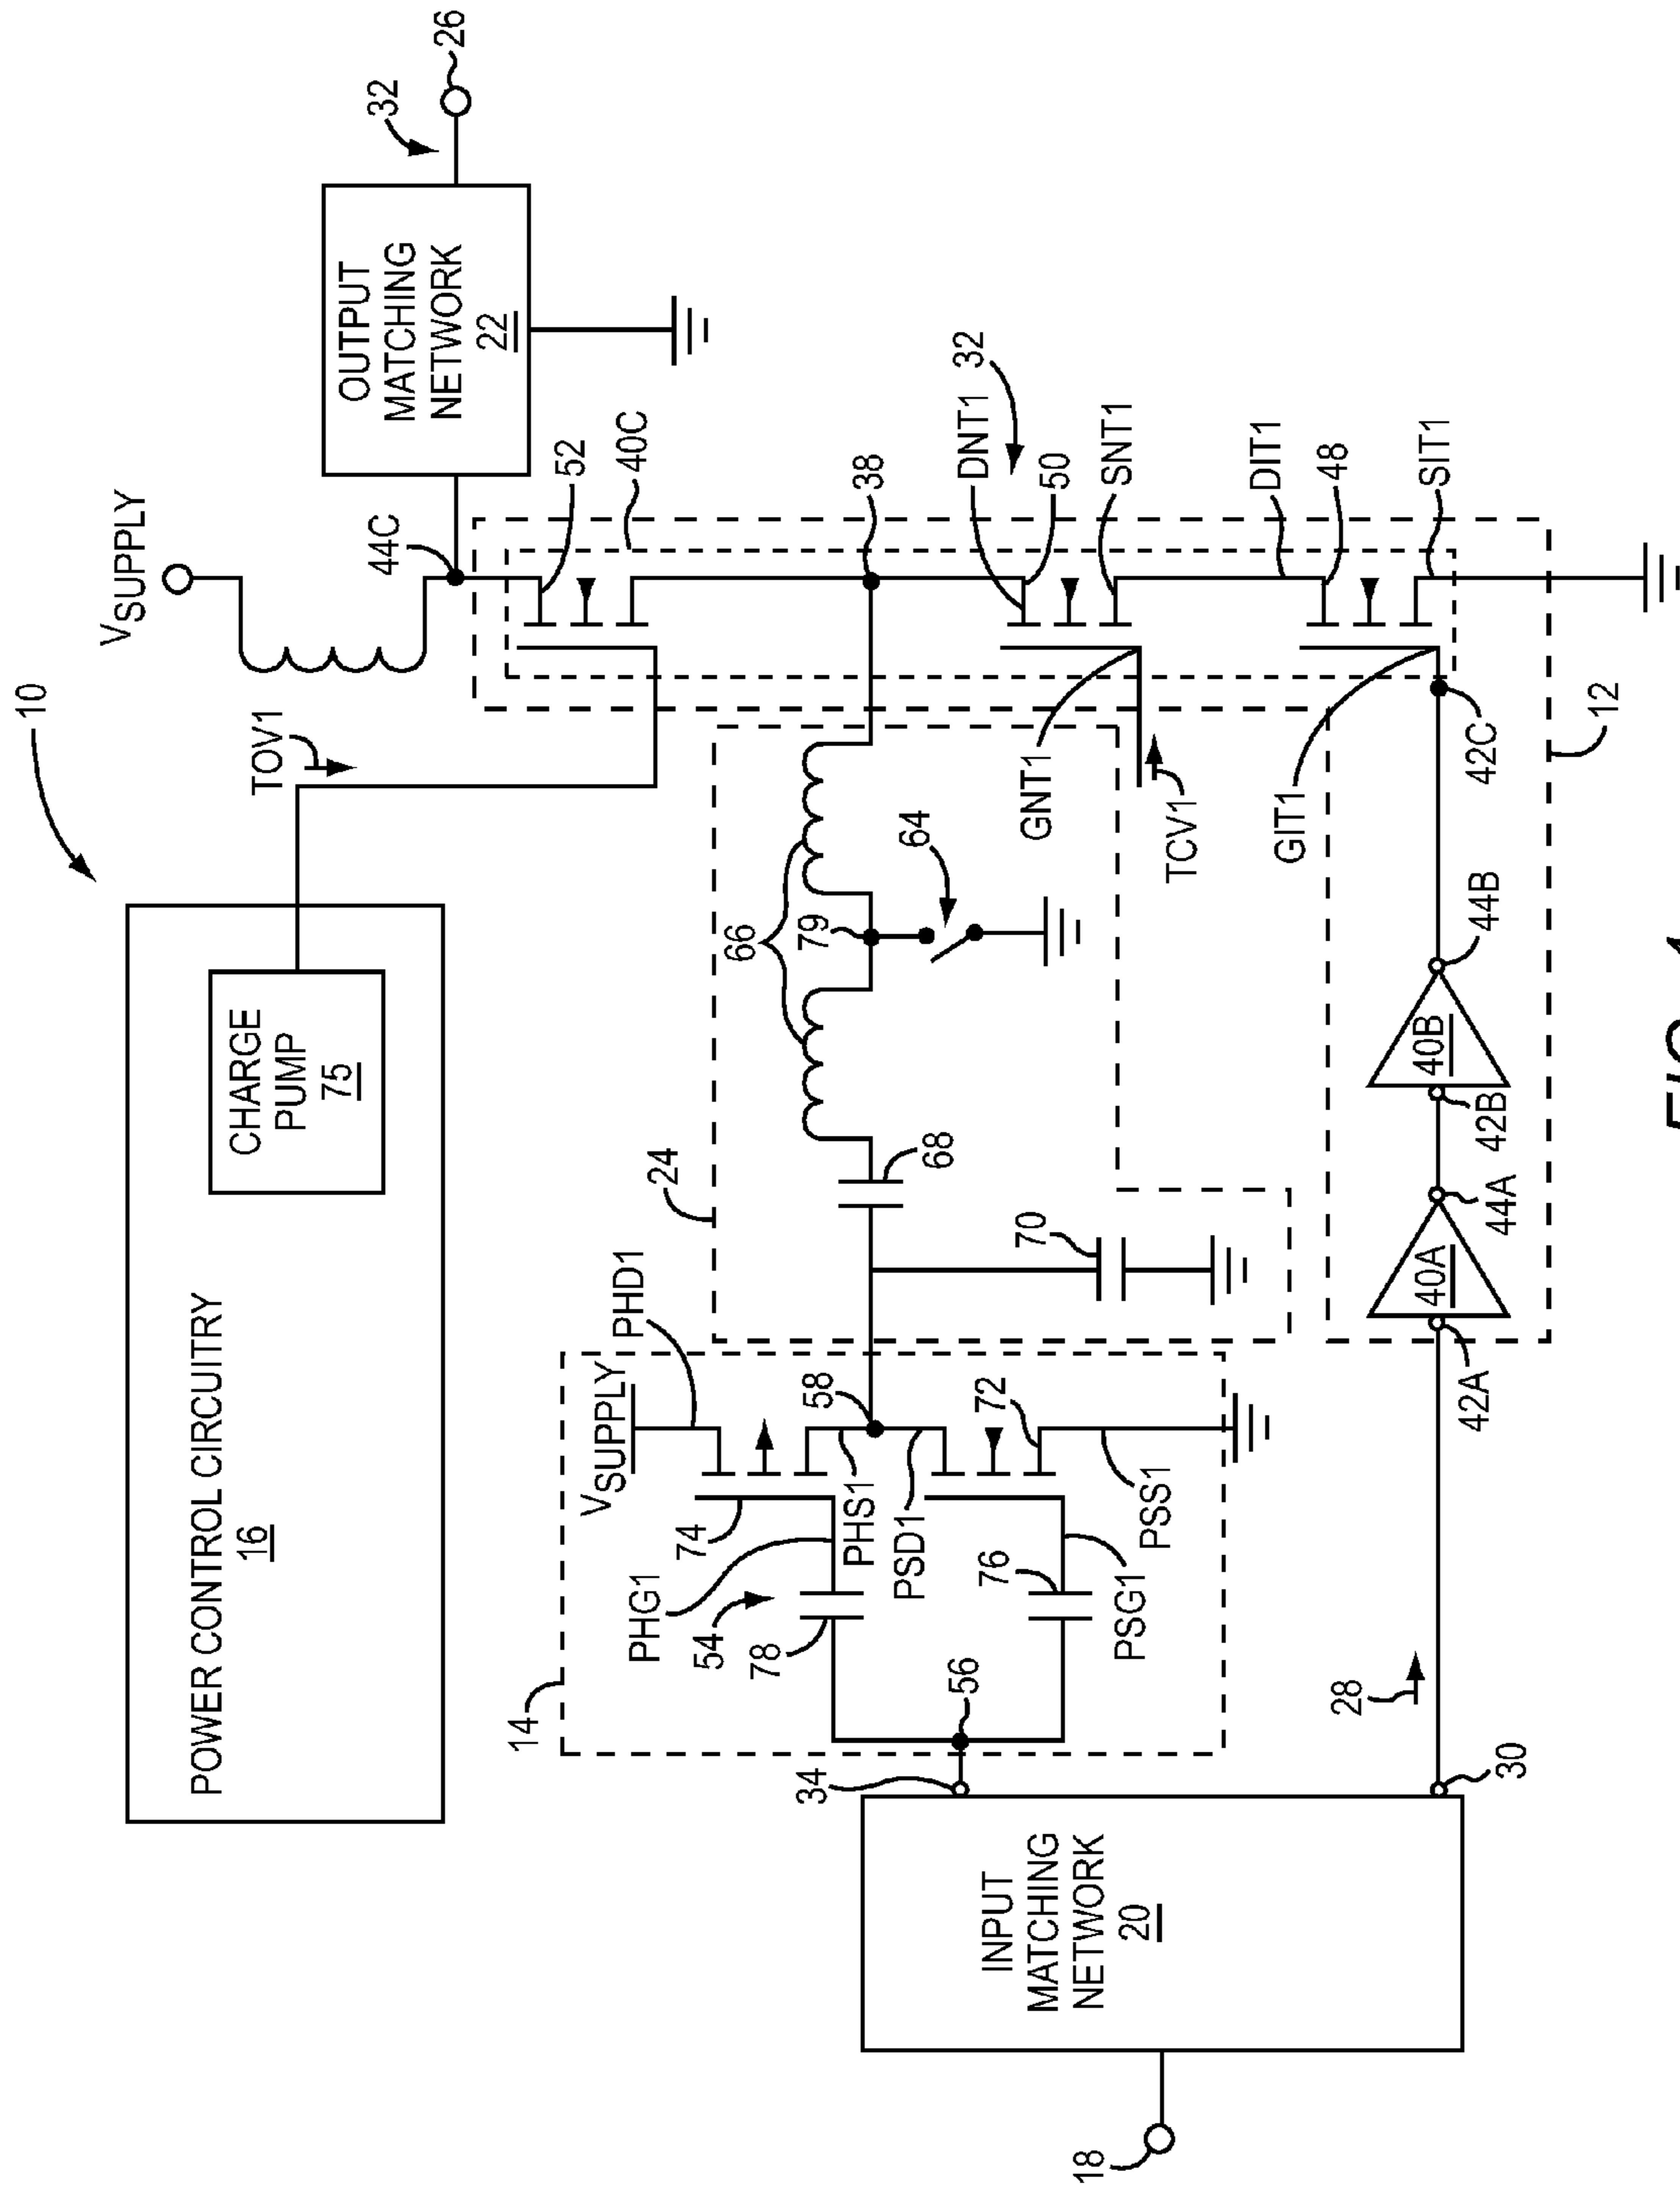 10
POWER CONTROL CIRCUITRY
16
CHARGE
PUMP
75
TOV1
VSUPPLY
44C
OUTPUT
MATCHING
NETWORK
22
32
26
52
40C
24
66
79
64
68
70
38
DNT1
32
50
SNT1
GNT1
TCV1
DIT1
48
SIT1
GIT1
42C
12
14
VSUPPLY
PHD1
74
PHG1
54
78
PHS1
58
PSD1
72
76
PSG1
PSS1
56
34
INPUT
MATCHING
NETWORK
20
18
30
28
42A
40A
44A
42B
40B
44B